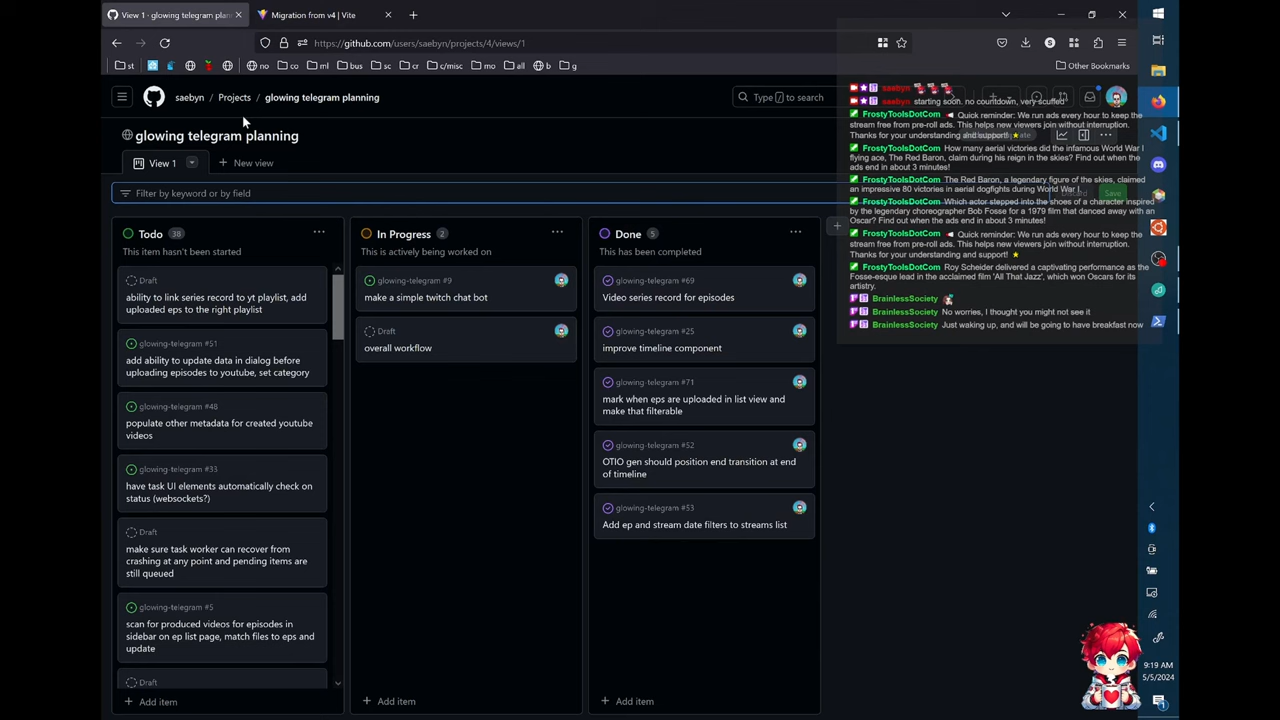 View 1 · glowing telegram plan
Migration from v4 | Vite
https://github.com/users/saebyn/projects/4/views/1
st
no
co
ml
bus
sc
cr
c/misc
mo
all
b
g
Other Bookmarks
saebyn / Projects / glowing telegram planning
Type / to search
glowing telegram planning
View 1
New view
Filter by keyword or by field
Discard
Save
Todo 38
This item hasn't been started
Draft
ability to link series record to yt playlist, add
uploaded eps to the right playlist
glowing-telegram #51
add ability to update data in dialog before
uploading episodes to youtube, set category
glowing-telegram #48
populate other metadata for created youtube
videos
glowing-telegram #33
have task UI elements automatically check on
status (websockets?)
Draft
make sure task worker can recover from
crashing at any point and pending items are
still queued
glowing-telegram #5
scan for produced videos for episodes in
sidebar on ep list page, match files to eps and
update
Draft
Add item
In Progress 2
This is actively being worked on
glowing-telegram #9
make a simple twitch chat bot
Draft
overall workflow
Add item
Done 5
This has been completed
glowing-telegram #69
Video series record for episodes
glowing-telegram #25
improve timeline component
glowing-telegram #71
mark when eps are uploaded in list view and
make that filterable
glowing-telegram #52
OTIO gen should position end transition at end
of timeline
glowing-telegram #53
Add ep and stream date filters to streams list
Add item
saebyn
saebyn starting soon. no countdown, very scuffed
FrostyToolsDotCom Quick reminder: We run ads every hour to keep the
stream free from pre-roll ads. This helps new viewers join without interruption.
Thanks for your understanding and support!
FrostyToolsDotCom How many aerial victories did the infamous World War I
flying ace, The Red Baron, claim during his reign in the skies? Find out when the
ads end in about 3 minutes!
FrostyToolsDotCom The Red Baron, a legendary figure of the skies, claimed
an impressive 80 victories in aerial dogfights during World War I.
FrostyToolsDotCom Which actor stepped into the shoes of a character inspired
by the legendary choreographer Bob Fosse for a 1979 film that danced away with an
Oscar? Find out when the ads end in about 3 minutes!
FrostyToolsDotCom Quick reminder: We run ads every hour to keep the
stream free from pre-roll ads. This helps new viewers join without interruption.
Thanks for your understanding and support!
FrostyToolsDotCom Roy Scheider delivered a captivating performance as the
Fosse-esque lead in the acclaimed film 'All That Jazz', which won Oscars for its
artistry.
BrainlessSociety
BrainlessSociety No worries, I thought you might not see it
BrainlessSociety Just waking up, and will be going to have breakfast now
9:19 AM
5/5/2024